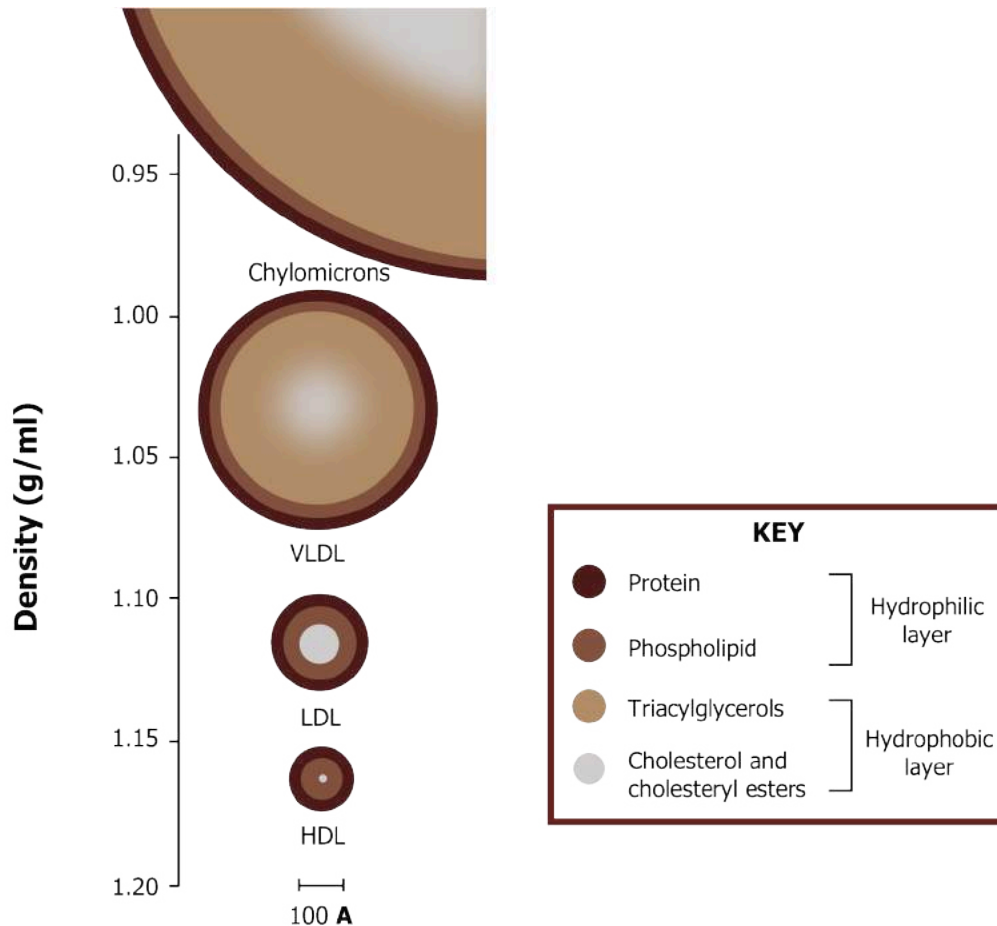 0.95
Chylomicrons
1.00
1.05
Density (g/ml)
VLDL
1.10
LDL
1.15
HDL
1.20
100 A
KEY
Protein
Phospholipid
Hydrophilic
layer
Triacylglycerols
Cholesterol and
cholesteryl esters
Hydrophobic
layer